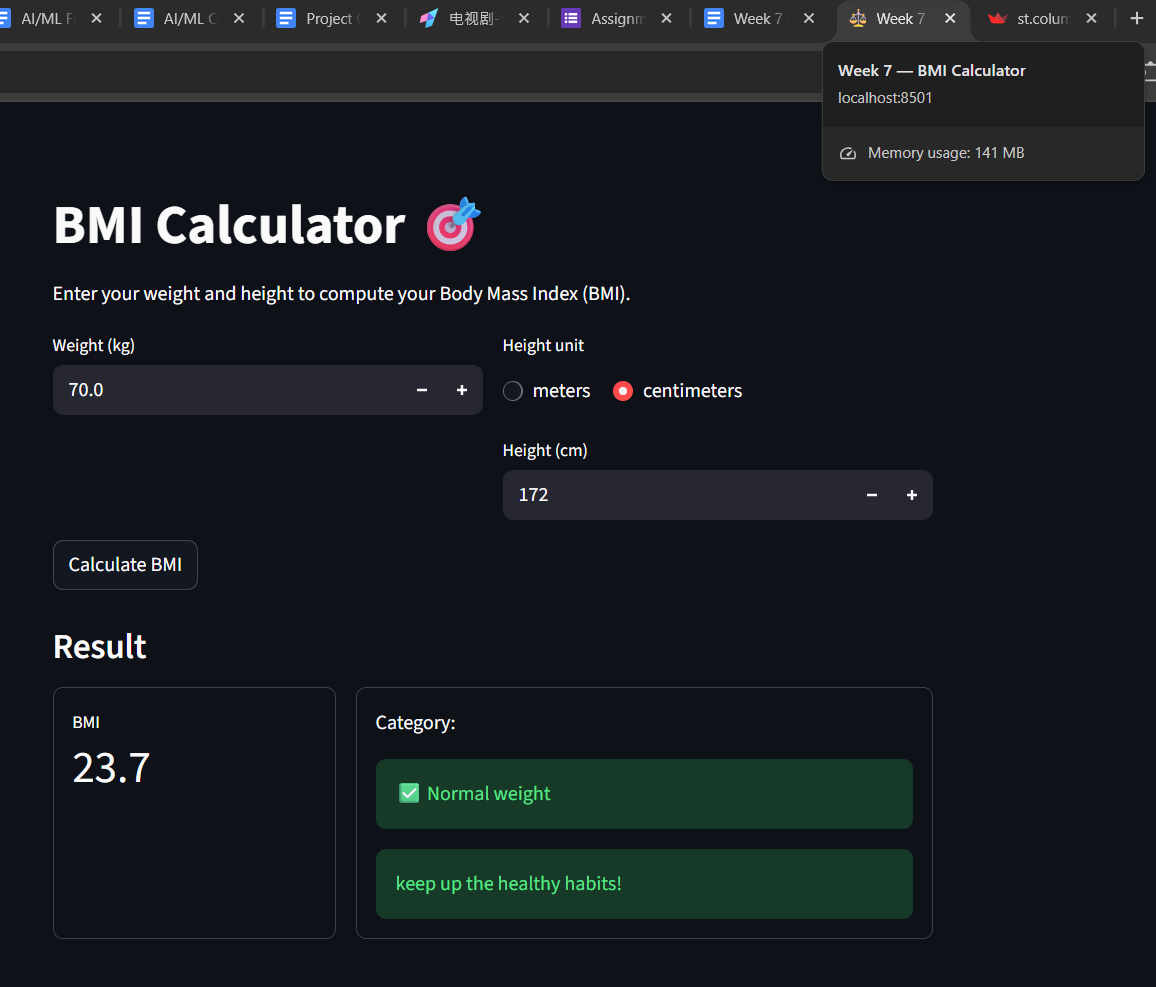 AI/ML Fi
AI/ML C
Project
电视剧-
Assignm
Week 7
Week 7
st.colum
Week 7 — BMI Calculator
localhost:8501
Memory usage: 141 MB
BMI Calculator 🎯
Enter your weight and height to compute your Body Mass Index (BMI).
Weight (kg)
Height unit
70.0 − +
meters centimeters
Height (cm)
172 − +
Calculate BMI
Result
BMI
23.7
Category:
✅ Normal weight
keep up the healthy habits!